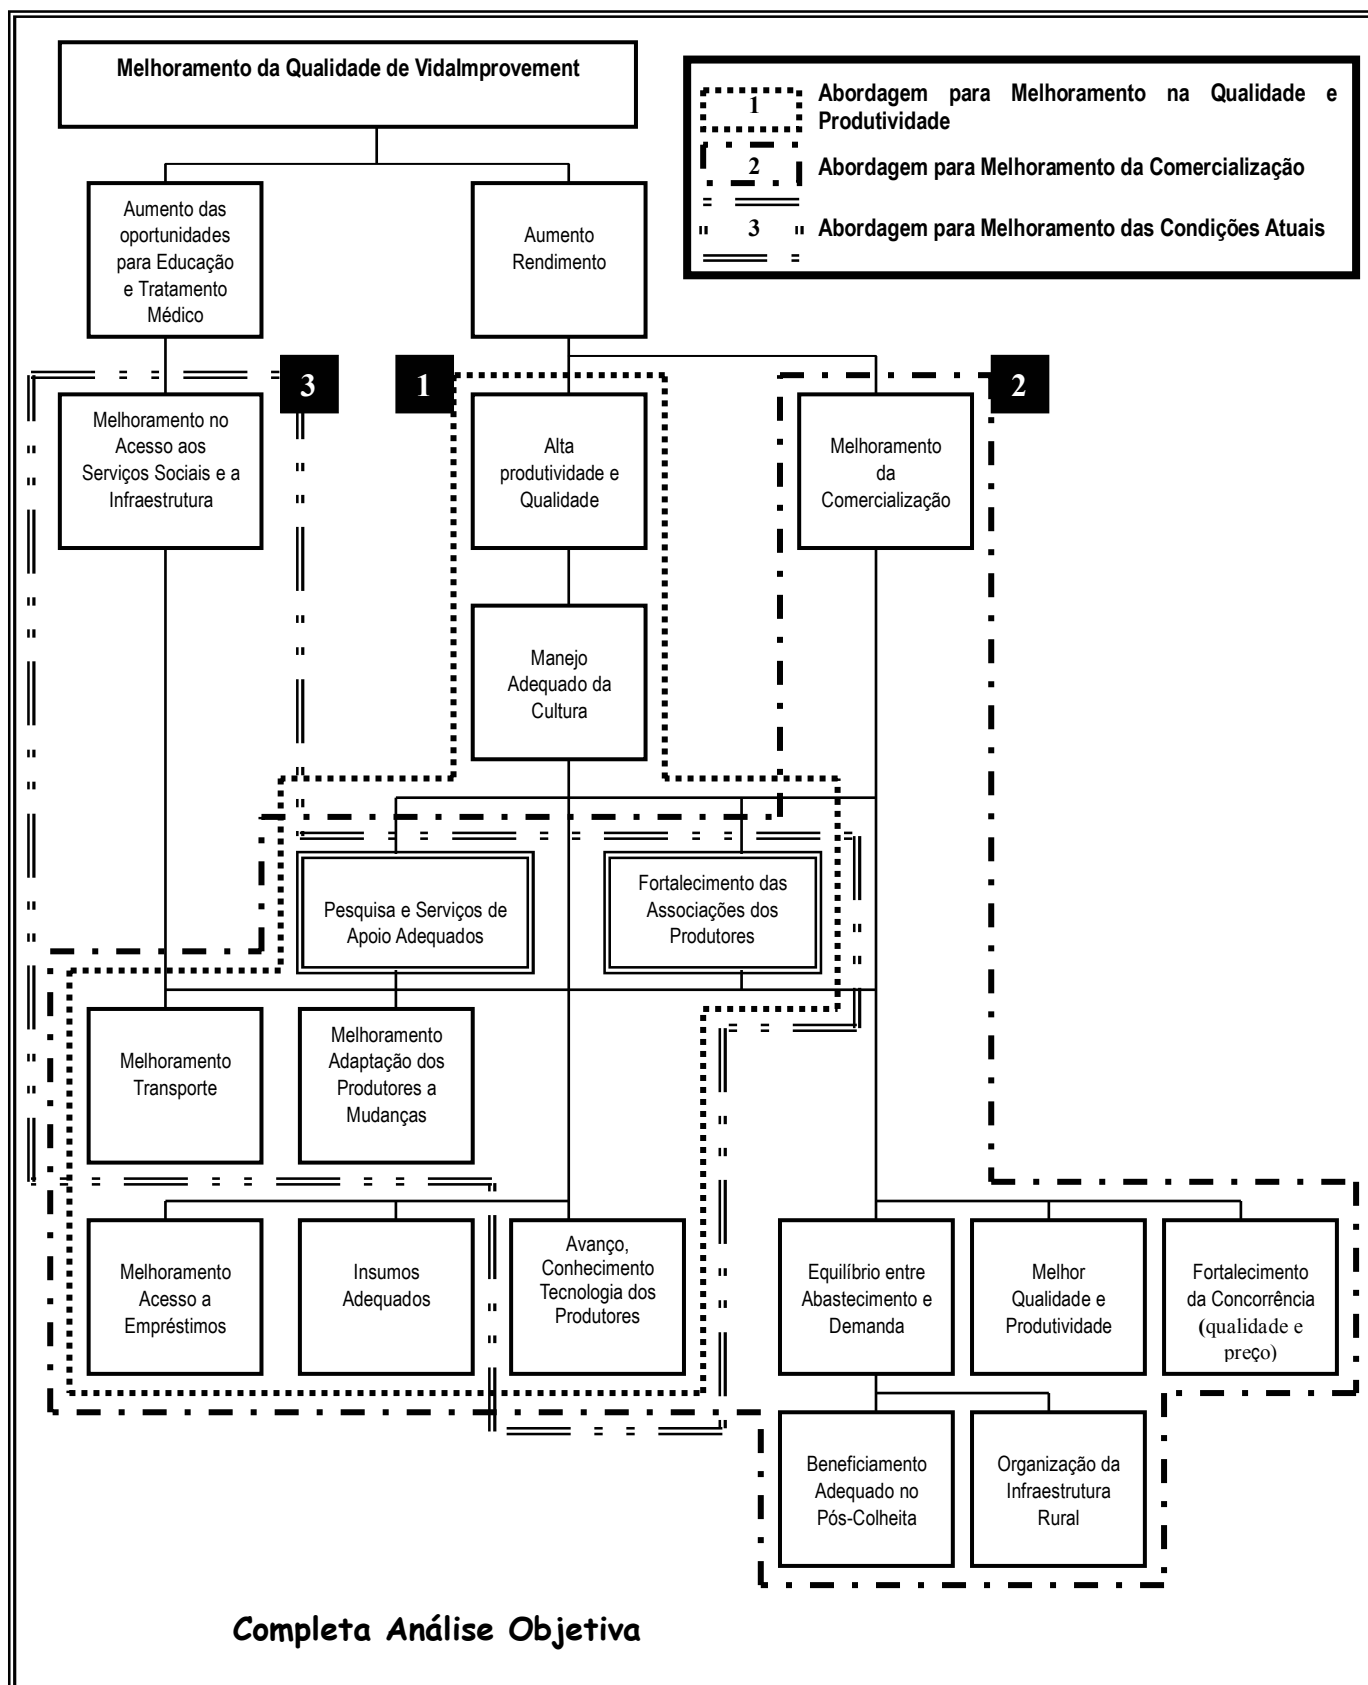 Melhoramento da Qualidade de VidaImprovement
1
Abordagem para Melhoramento na Qualidade e
Produtividade
2
Abordagem para Melhoramento da Comercialização
3
Abordagem para Melhoramento das Condições Atuais
Aumento das
oportunidades
para Educação
e Tratamento
Médico
Aumento
Rendimento
3
1
2
Melhoramento no
Acesso aos
Serviços Sociais e a
Infraestrutura
Alta
produtividade e
Qualidade
Melhoramento
da
Comercialização
Manejo
Adequado da
Cultura
Pesquisa e Serviços de
Apoio Adequados
Fortalecimento das
Associações dos
Produtores
Melhoramento
Transporte
Melhoramento
Adaptação dos
Produtores a
Mudanças
Melhoramento
Acesso a
Empréstimos
Insumos
Adequados
Avanço,
Conhecimento
Tecnologia dos
Produtores
Equilíbrio entre
Abastecimento e
Demanda
Melhor
Qualidade e
Produtividade
Fortalecimento
da Concorrência
(qualidade e
preço)
Beneficiamento
Adequado no
Pós-Colheita
Organização da
Infraestrutura
Rural
Completa Análise Objetiva